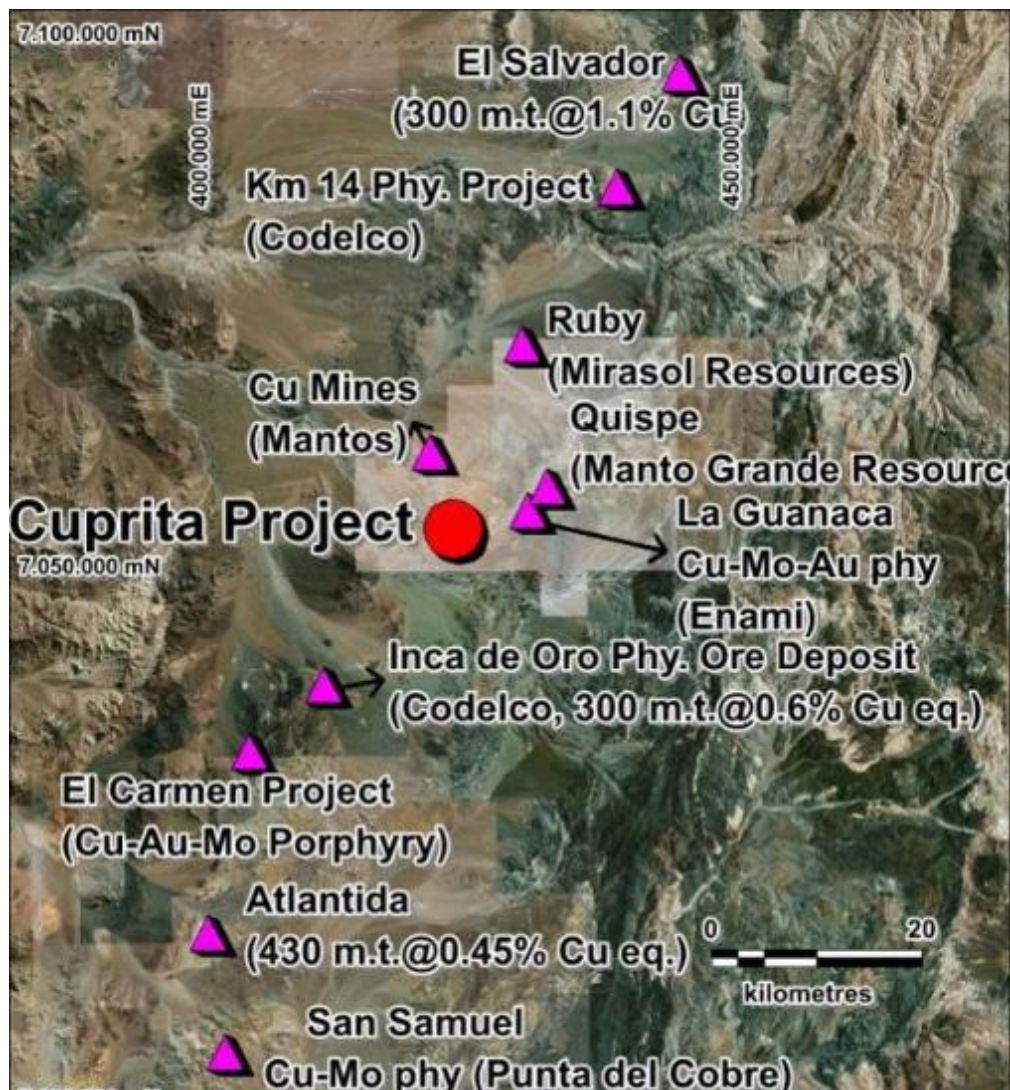 7.100.000 mN
El Salvador
(300 m.t.@1.1% Cu)
400.000 mE
450.000 mE
Km 14 Phy. Project
(Codelco)
Ruby
(Mirasol Resources)
Cu Mines
(Mantos)
Quispe
(Manto Grande Resource
Cuprita Project
La Guanaca
Cu-Mo-Au phy
(Enami)
7.050.000 mN
Inca de Oro Phy. Ore Deposit
(Codelco, 300 m.t.@0.6% Cu eq.)
El Carmen Project
(Cu-Au-Mo Porphyry)
Atlantida
(430 m.t.@0.45% Cu eq.)
0 20
kilometres
San Samuel
Cu-Mo phy (Punta del Cobre)